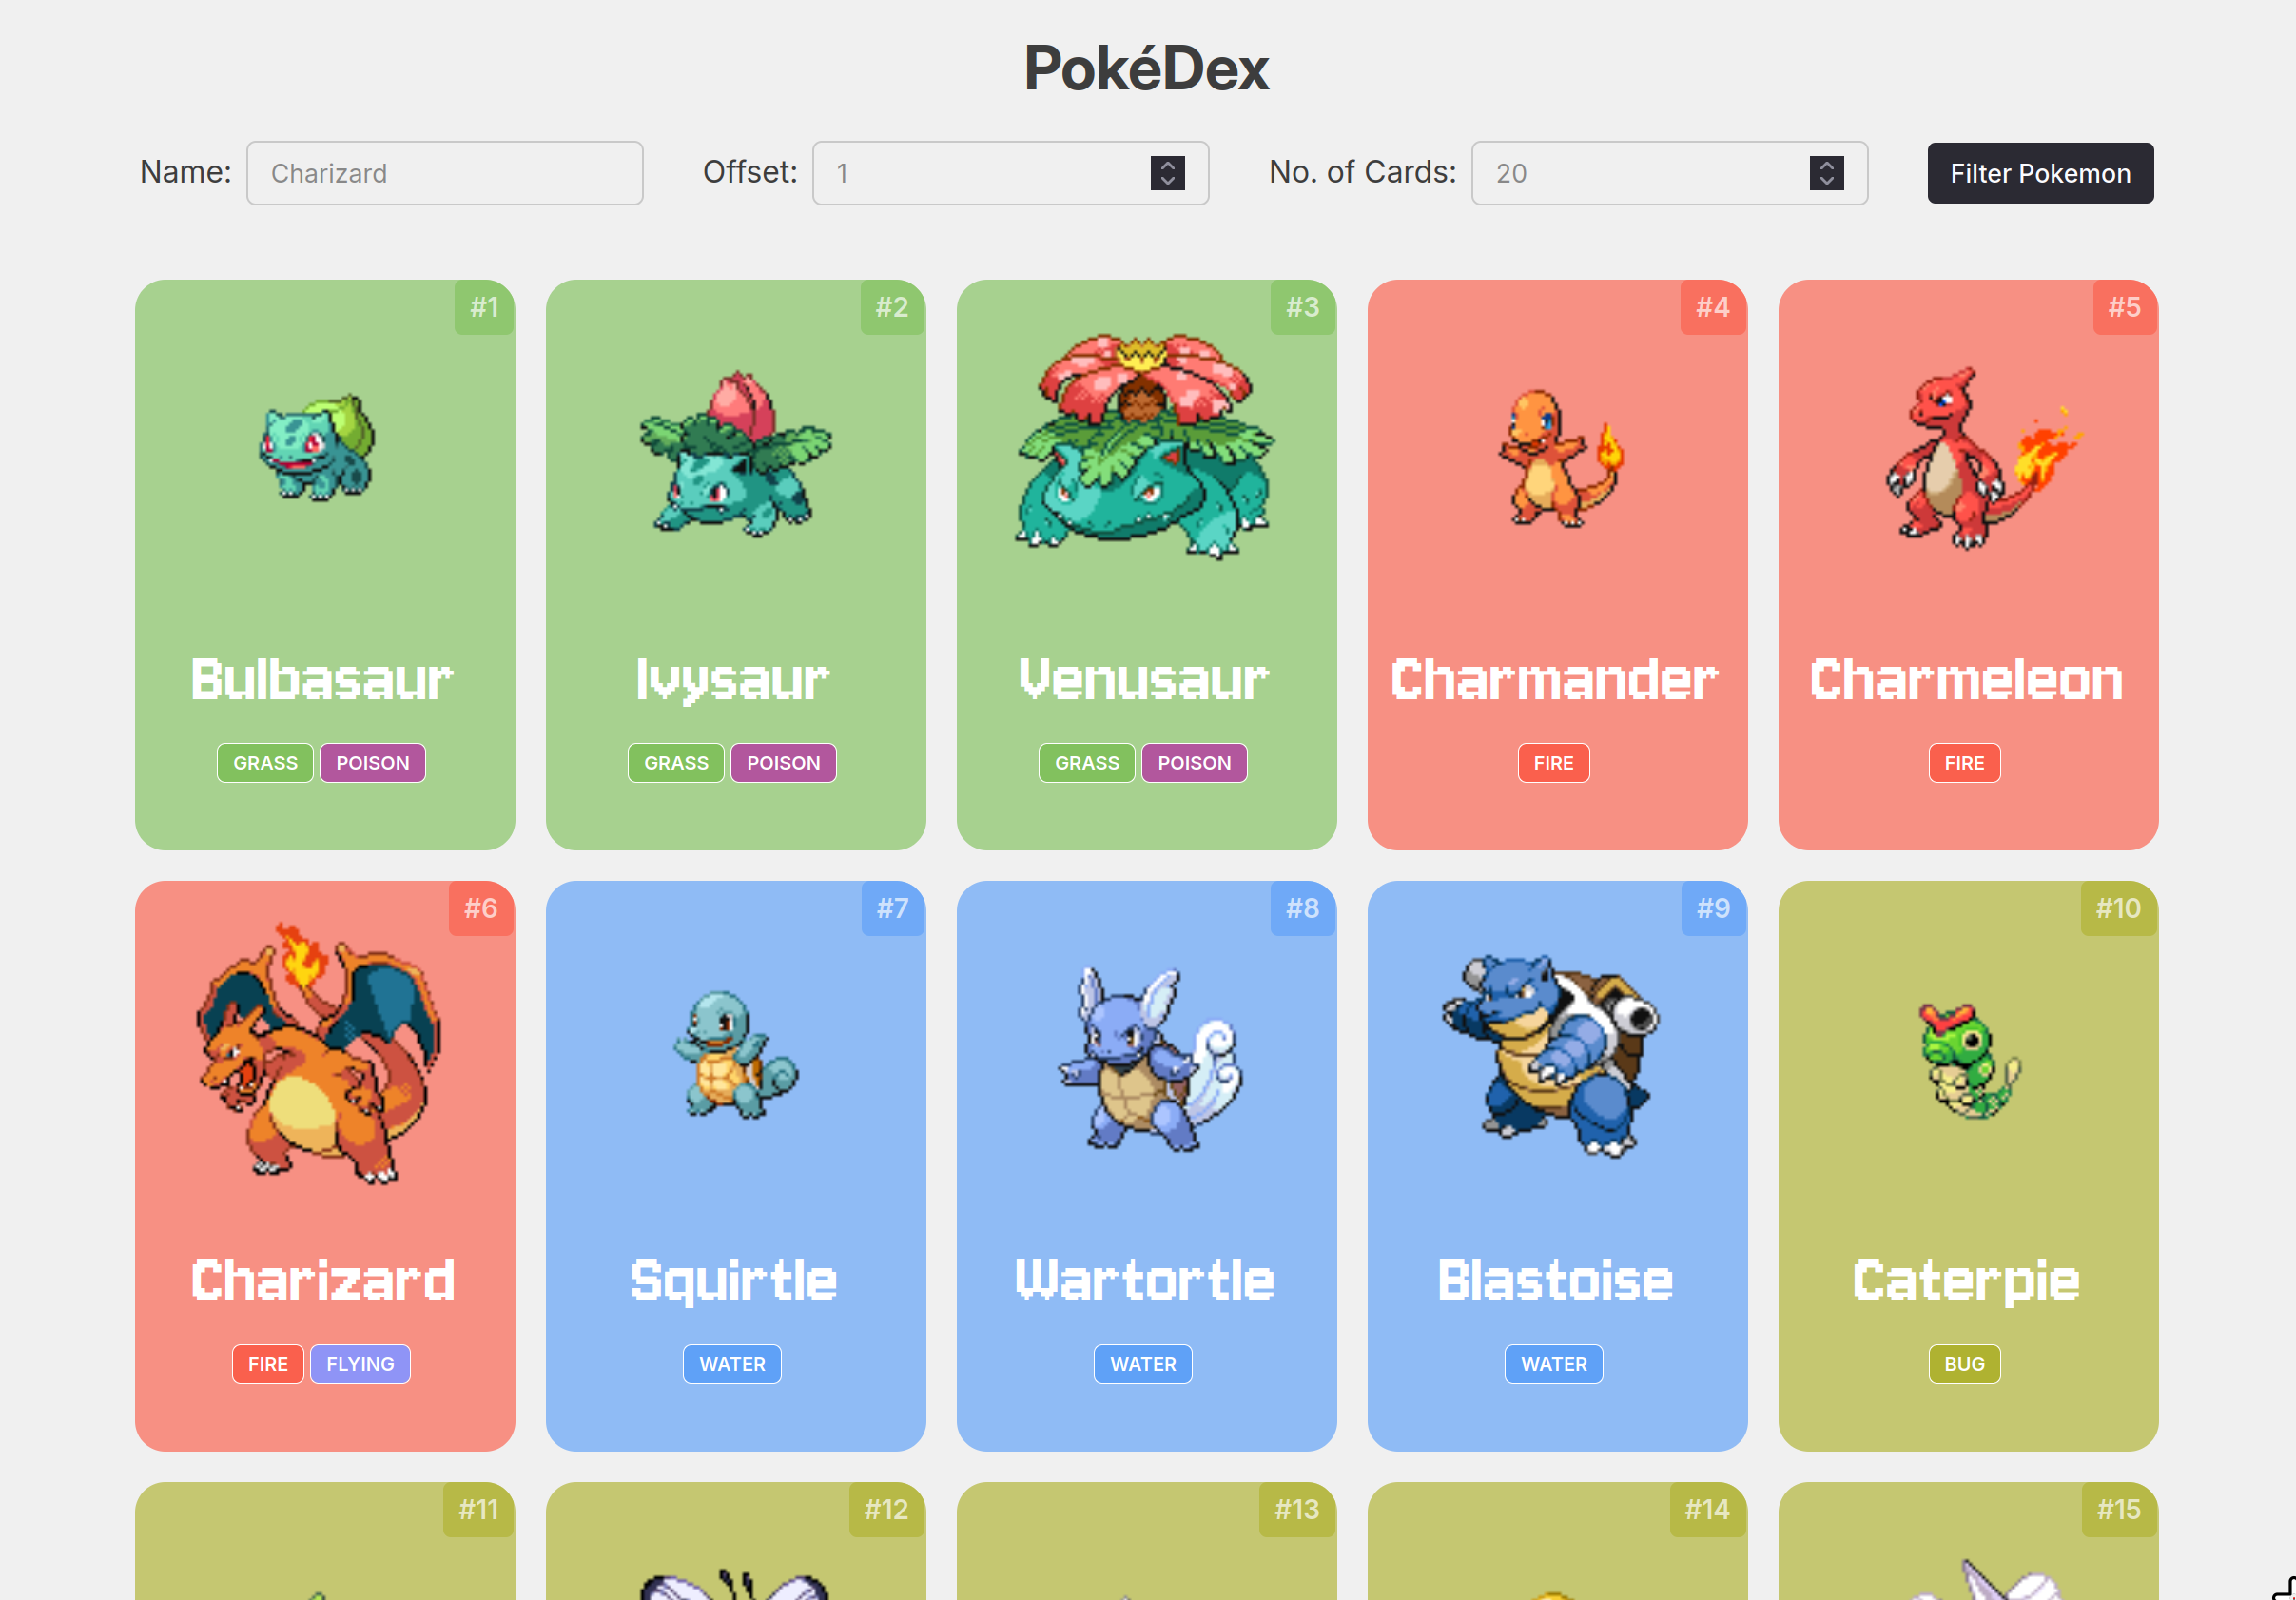 PokéDex
Name: Charizard Offset: 1 No. of Cards: 20 Filter Pokemon
#1 #2 #3 #4 #5
Bulbasaur Ivysaur Venusaur Charmander Charmeleon
GRASS POISON GRASS POISON GRASS POISON FIRE FIRE
#6 #7 #8 #9 #10
Charizard Squirtle Wartortle Blastoise Caterpie
FIRE FLYING WATER WATER WATER BUG
#11 #12 #13 #14 #15